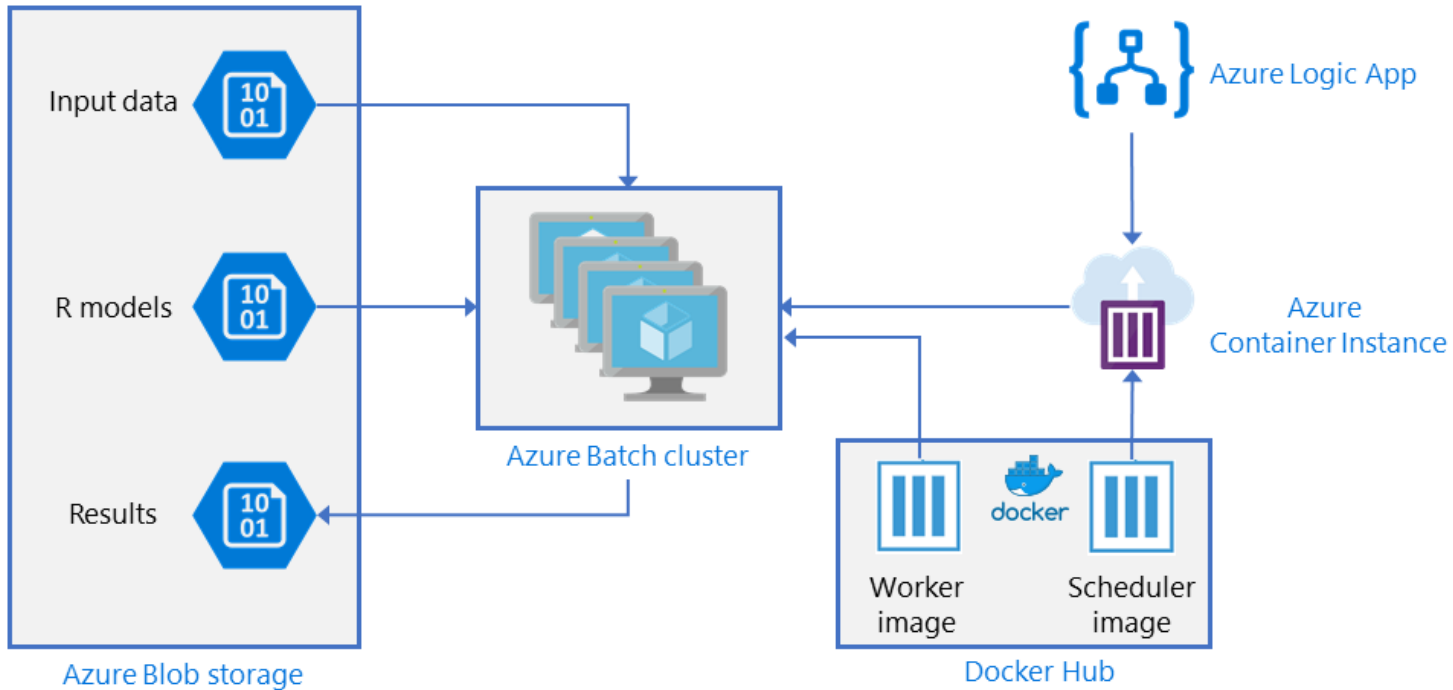 Input data
10
01
R models
10
01
Results
10
01
Azure Blob storage
Azure Batch cluster
Azure Logic App
Azure
Container Instance
docker
Worker
image
Scheduler
image
Docker Hub